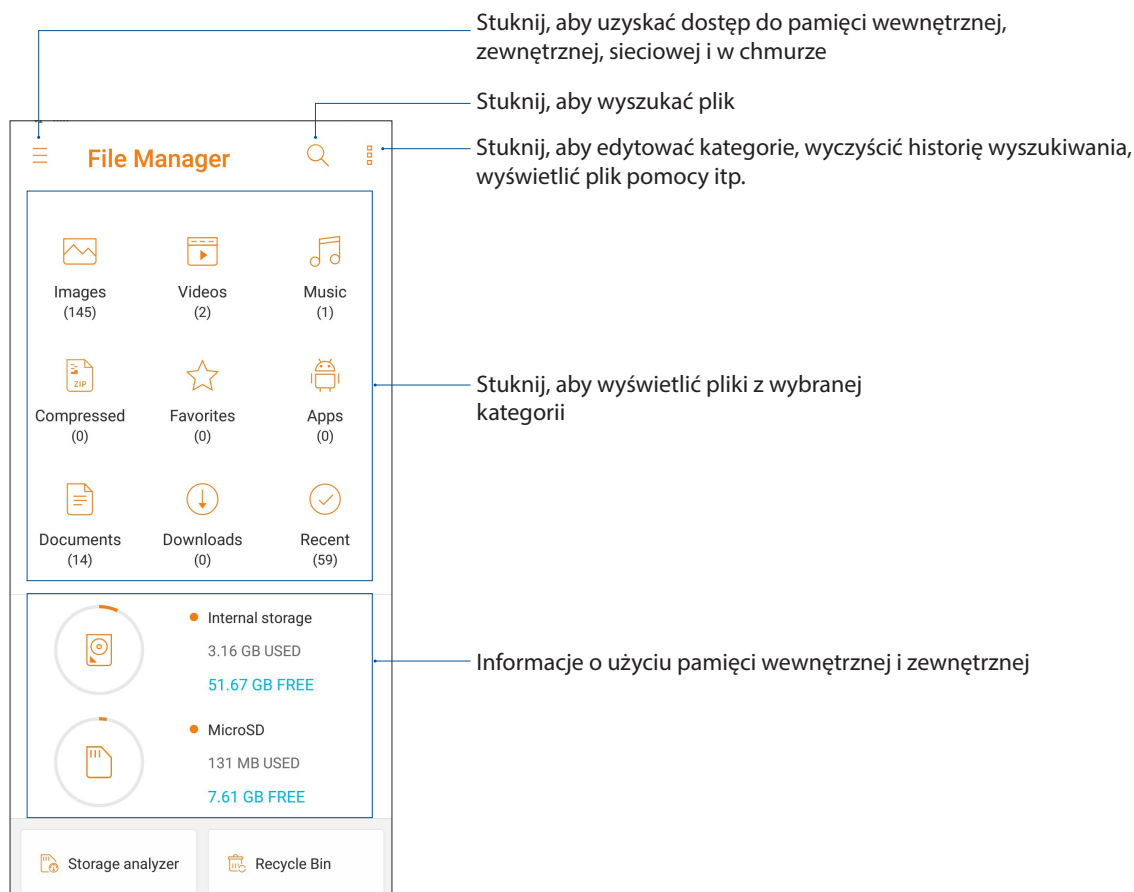 Stuknij, aby uzyskać dostęp do pamięci wewnętrznej,
zewnętrznej, sieciowej i w chmurze
Stuknij, aby wyszukać plik
Stuknij, aby edytować kategorie, wyczyścić historię wyszukiwania,
wyświetlić plik pomocy itp.
File Manager
Images
(145)
Videos
(2)
Music
(1)
ZIP
Compressed
(0)
Favorites
(0)
Apps
(0)
Stuknij, aby wyświetlić pliki z wybranej
kategorii
Documents
(14)
Downloads
(0)
Recent
(59)
Internal storage
3.16 GB USED
51.67 GB FREE
Informacje o użyciu pamięci wewnętrznej i zewnętrznej
MicroSD
131 MB USED
7.61 GB FREE
Storage analyzer
Recycle Bin